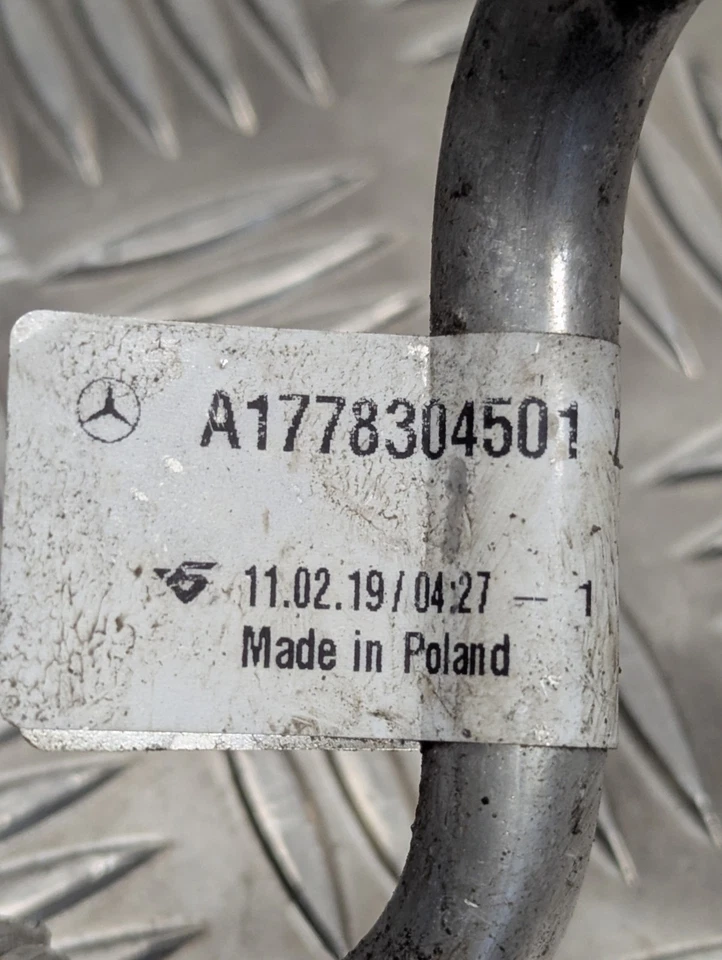 A1778304501
11.02.19/04:27 – 1
Made in Poland